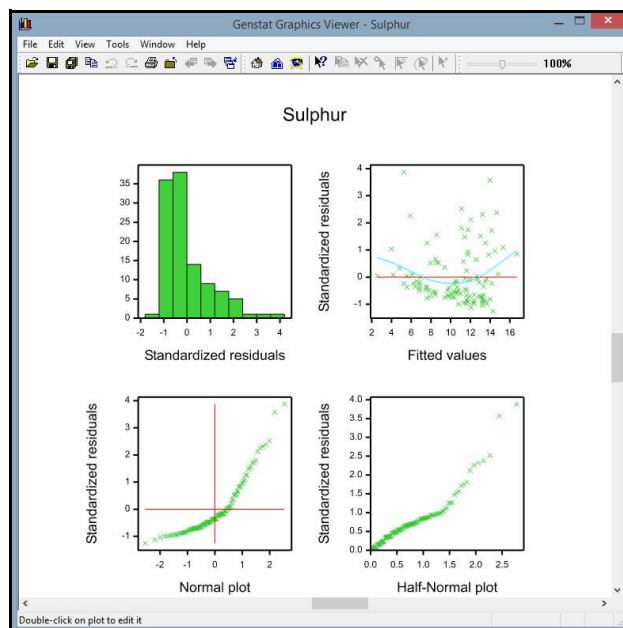 Genstat Graphics Viewer - Sulphur
File Edit View Tools Window Help
100%
Sulphur
35
30
25
20
15
10
5
0
-2 -1 0 1 2 3 4
Standardized residuals
Standardized residuals
4
3
2
1
0
-1
2 4 6 8 10 12 14 16
Fitted values
Standardized residuals
4
3
2
1
0
-1
-2 -1 0 1 2
Normal plot
Standardized residuals
4.0
3.5
3.0
2.5
2.0
1.5
1.0
0.5
0.0
0.0 0.5 1.0 1.5 2.0 2.5
Half-Normal plot
Double-click on plot to edit it